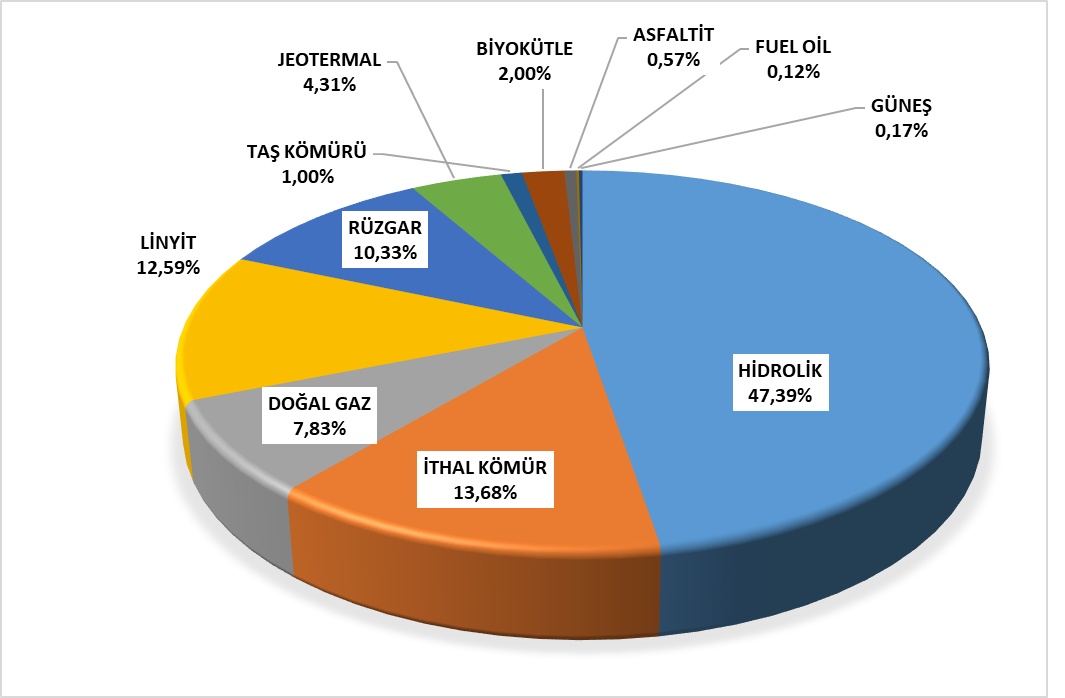 JEOTERMAL
4,31%
BİYOKÜTLE
2,00%
ASFALTİT
0,57%
FUEL OİL
0,12%
GÜNEŞ
0,17%
TAŞ KÖMÜRÜ
1,00%
RÜZGAR
10,33%
LİNYİT
12,59%
HİDROLİK
47,39%
DOĞAL GAZ
7,83%
İTHAL KÖMÜR
13,68%